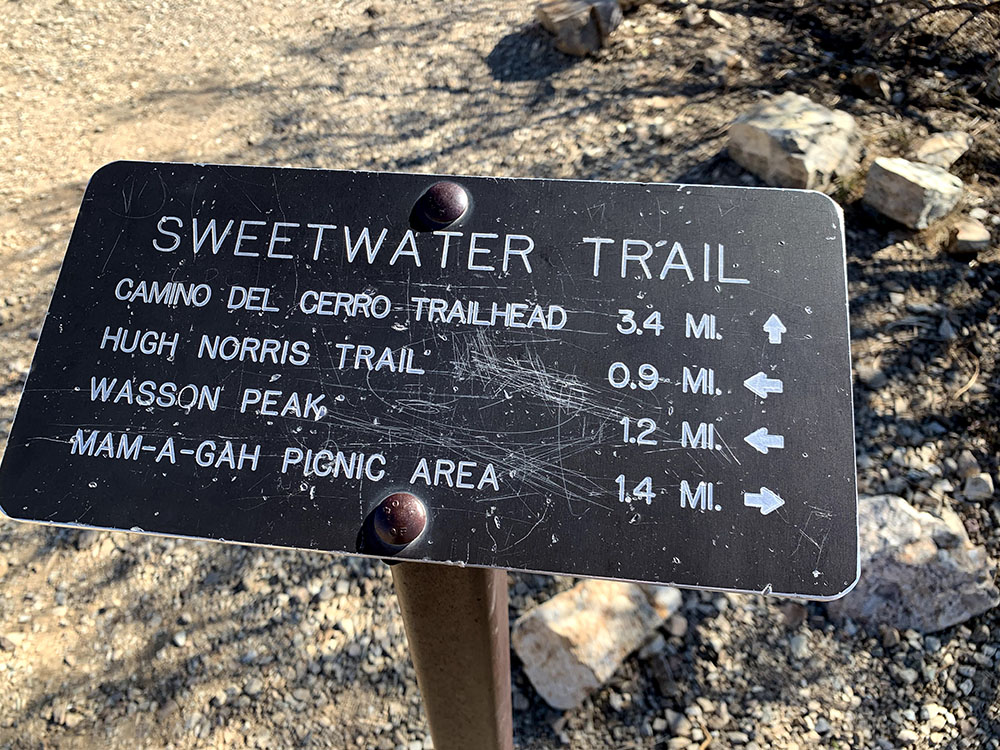 SWEETWATER TRAIL
CAMINO DEL CERRO TRAILHEAD 3.4 MI. ↑
HUGH NORRIS TRAIL 0.9 MI. ←
WASSON PEAK 1.2 MI. ←
MAM-A-GAH PICNIC AREA 1.4 MI. →